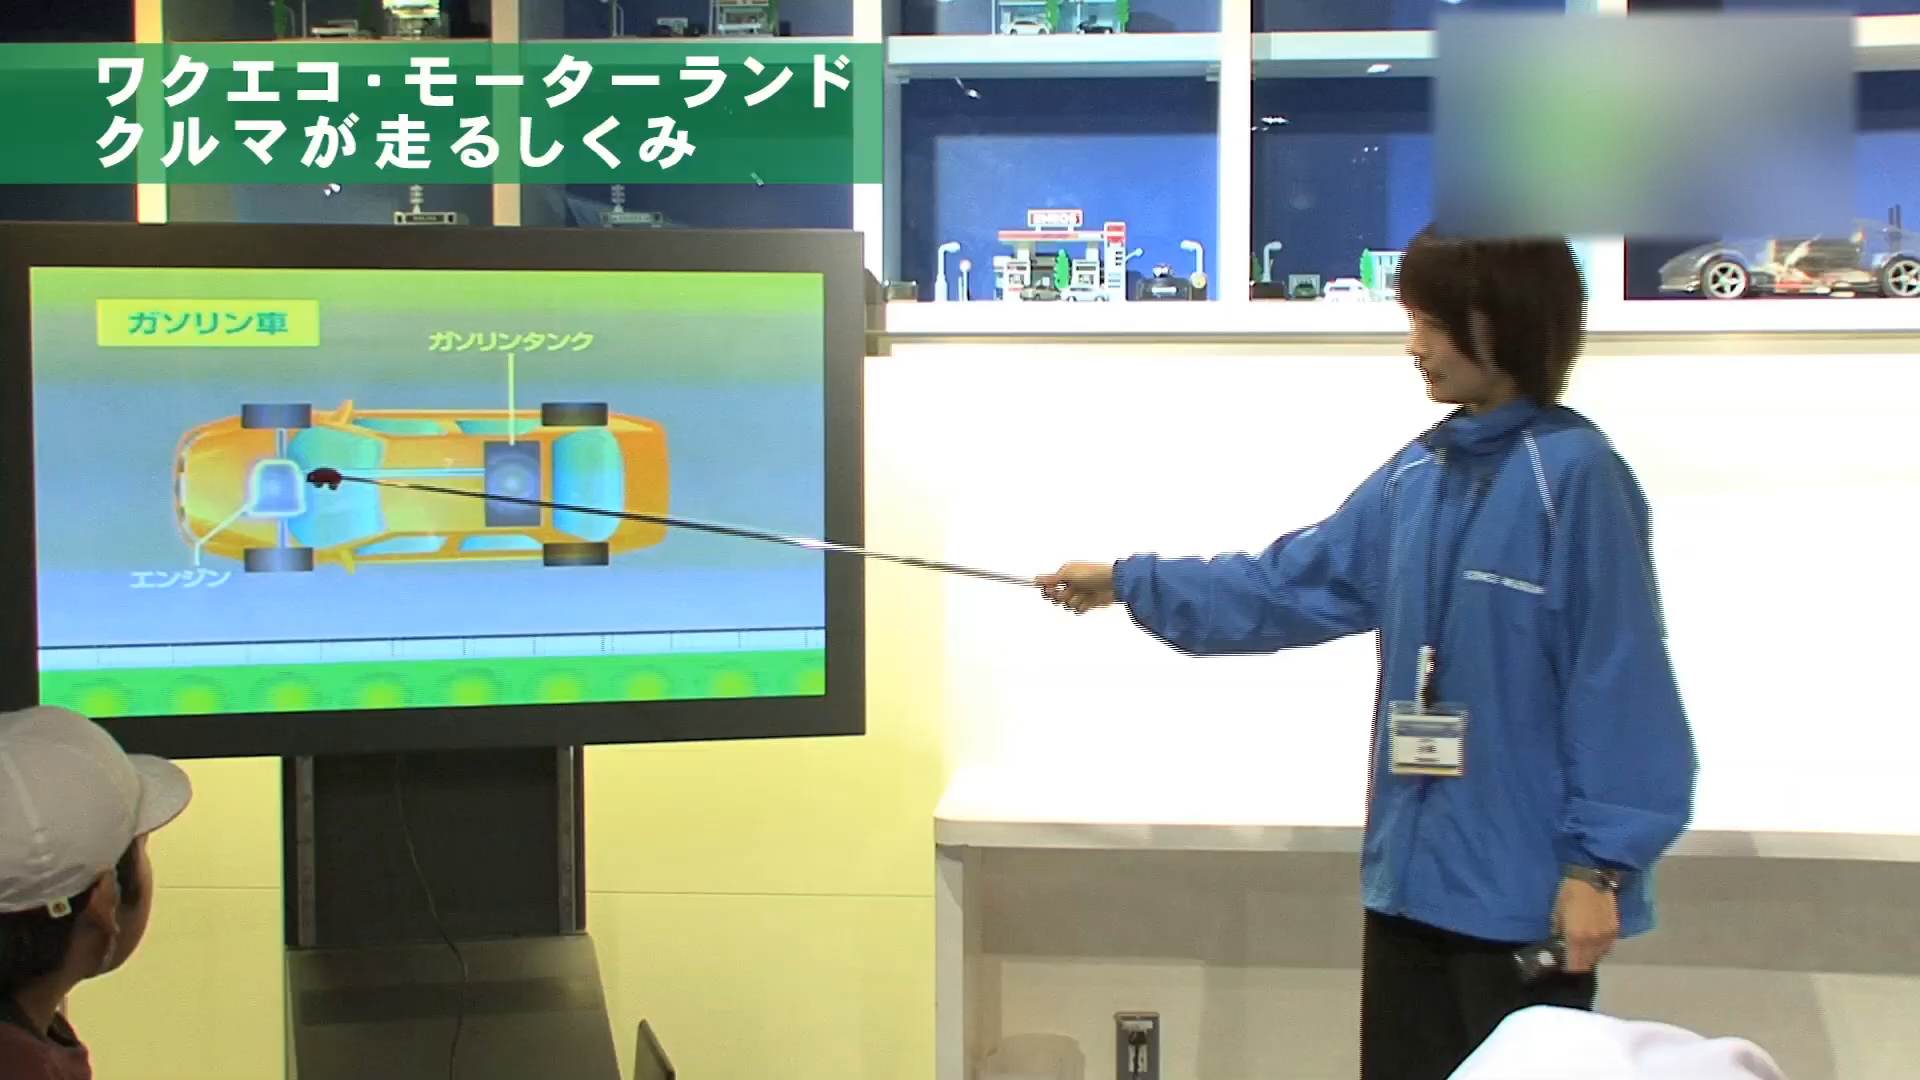 ワクエコ・モーターランド
クルマが走るしくみ
ガソリン車
ガソリンタンク
エンジン
ENEOS